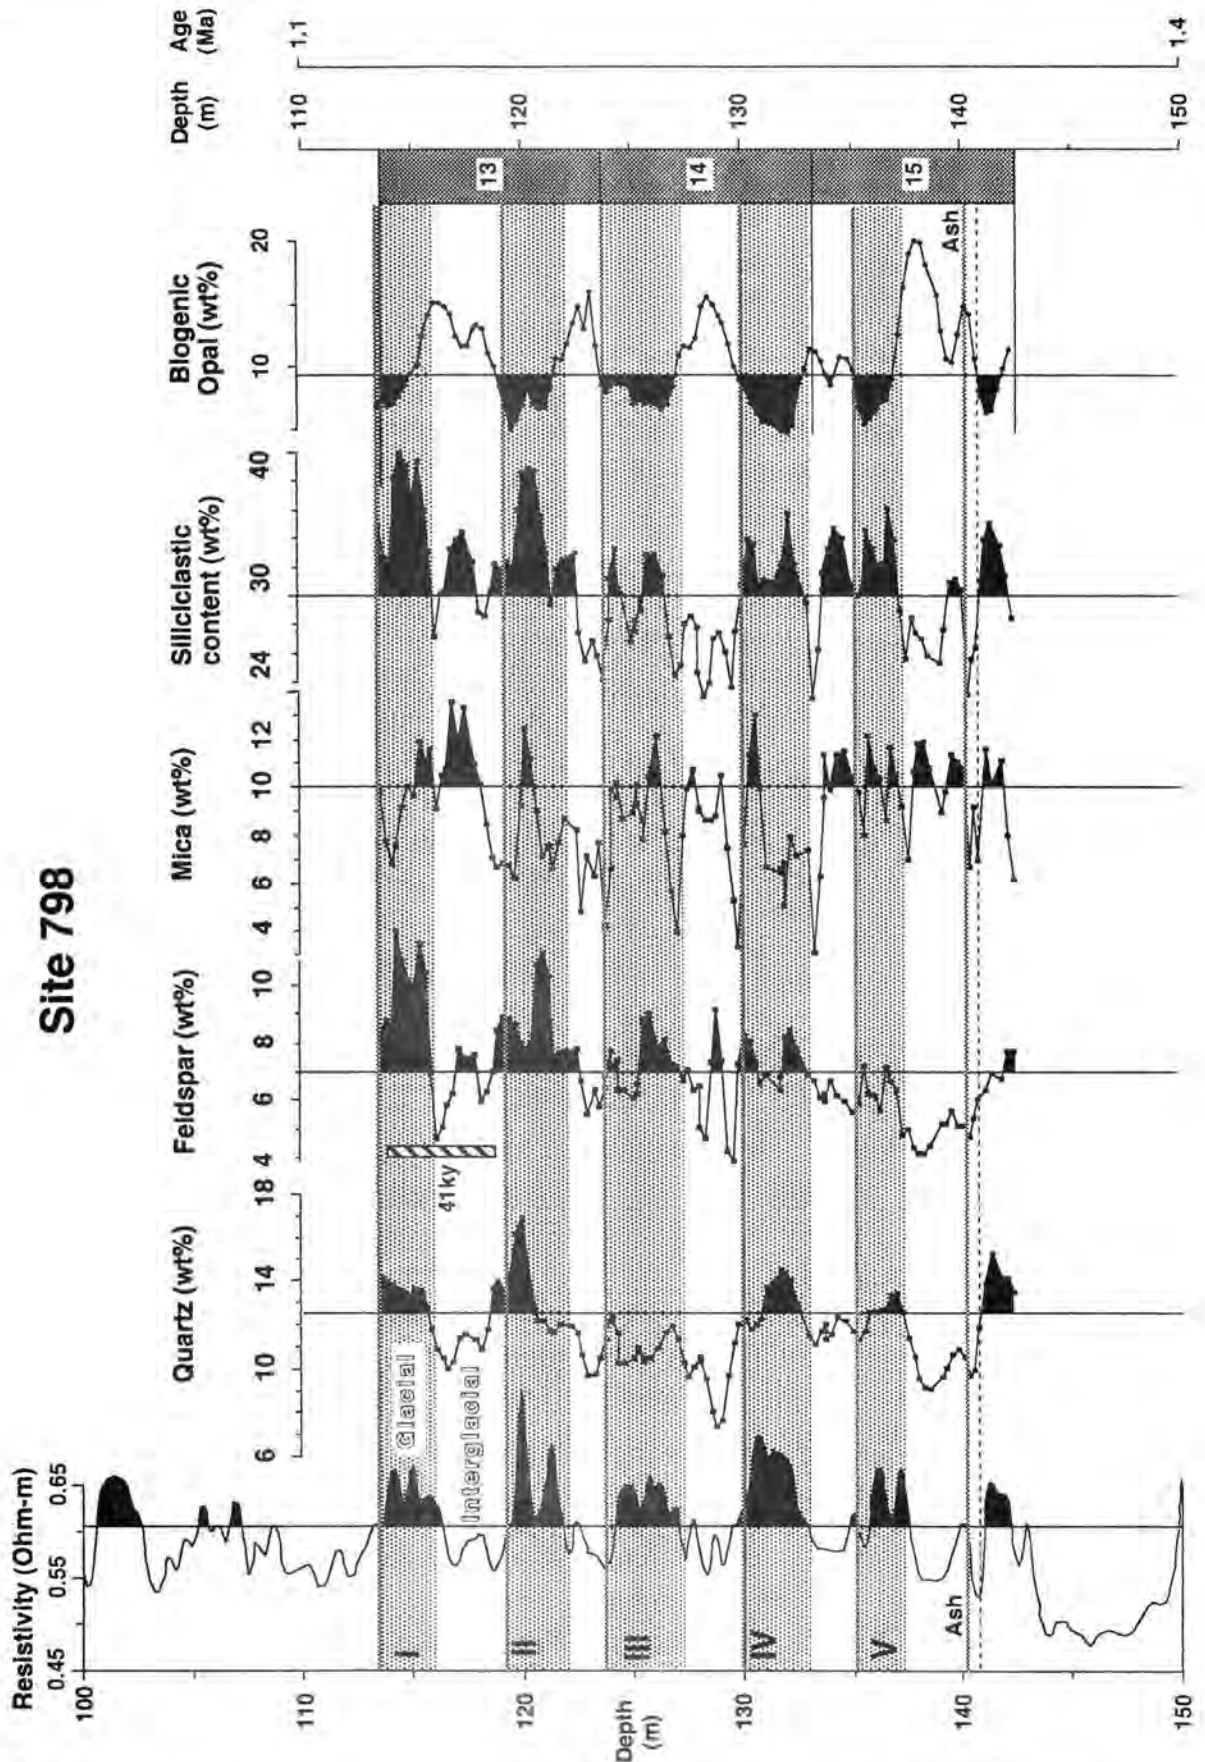 Site 798
Resistivity (Ohm-m)
0.45
0.55
0.65
Quartz (wt%)
6
10
14
18
Feldspar (wt%)
4
6
8
10
Mica (wt%)
4
6
8
10
12
Siliciclastic
content (wt%)
24
30
40
Biogenic
Opal (wt%)
10
20
Depth
(m)
Age
(Ma)
110
120
130
140
150
1.1
1.4
13
14
15
Glacial
Interglacial
41ky
I
II
III
IV
V
Ash
Ash
100
110
120
130
140
150
Depth
(m)